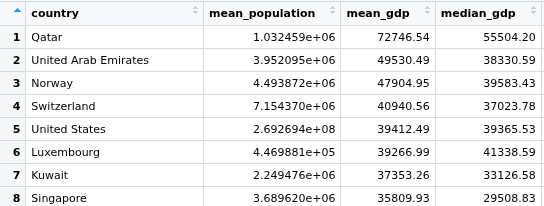 country mean_population mean_gdp median_gdp
1 Qatar 1.032459e+06 72746.54 55504.20
2 United Arab Emirates 3.952095e+06 49530.49 38330.59
3 Norway 4.493872e+06 47904.95 39583.43
4 Switzerland 7.154370e+06 40940.56 37023.78
5 United States 2.692694e+08 39412.49 39365.53
6 Luxembourg 4.469881e+05 39266.99 41338.59
7 Kuwait 2.249476e+06 37353.26 33126.58
8 Singapore 3.689620e+06 35809.93 29508.83